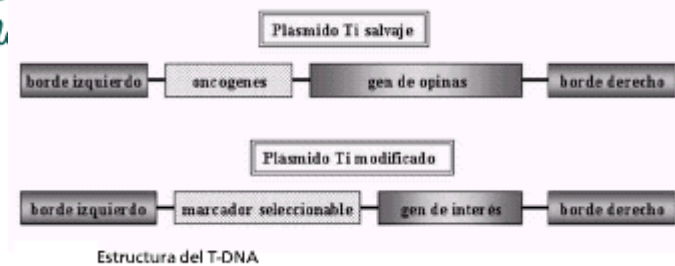 Plasmido Ti salvaje
borde izquierdo oncogenes gen de opinas borde derecho
Plasmido Ti modificado
borde izquierdo marcador seleccionable gen de interés borde derecho
Estructura del T-DNA